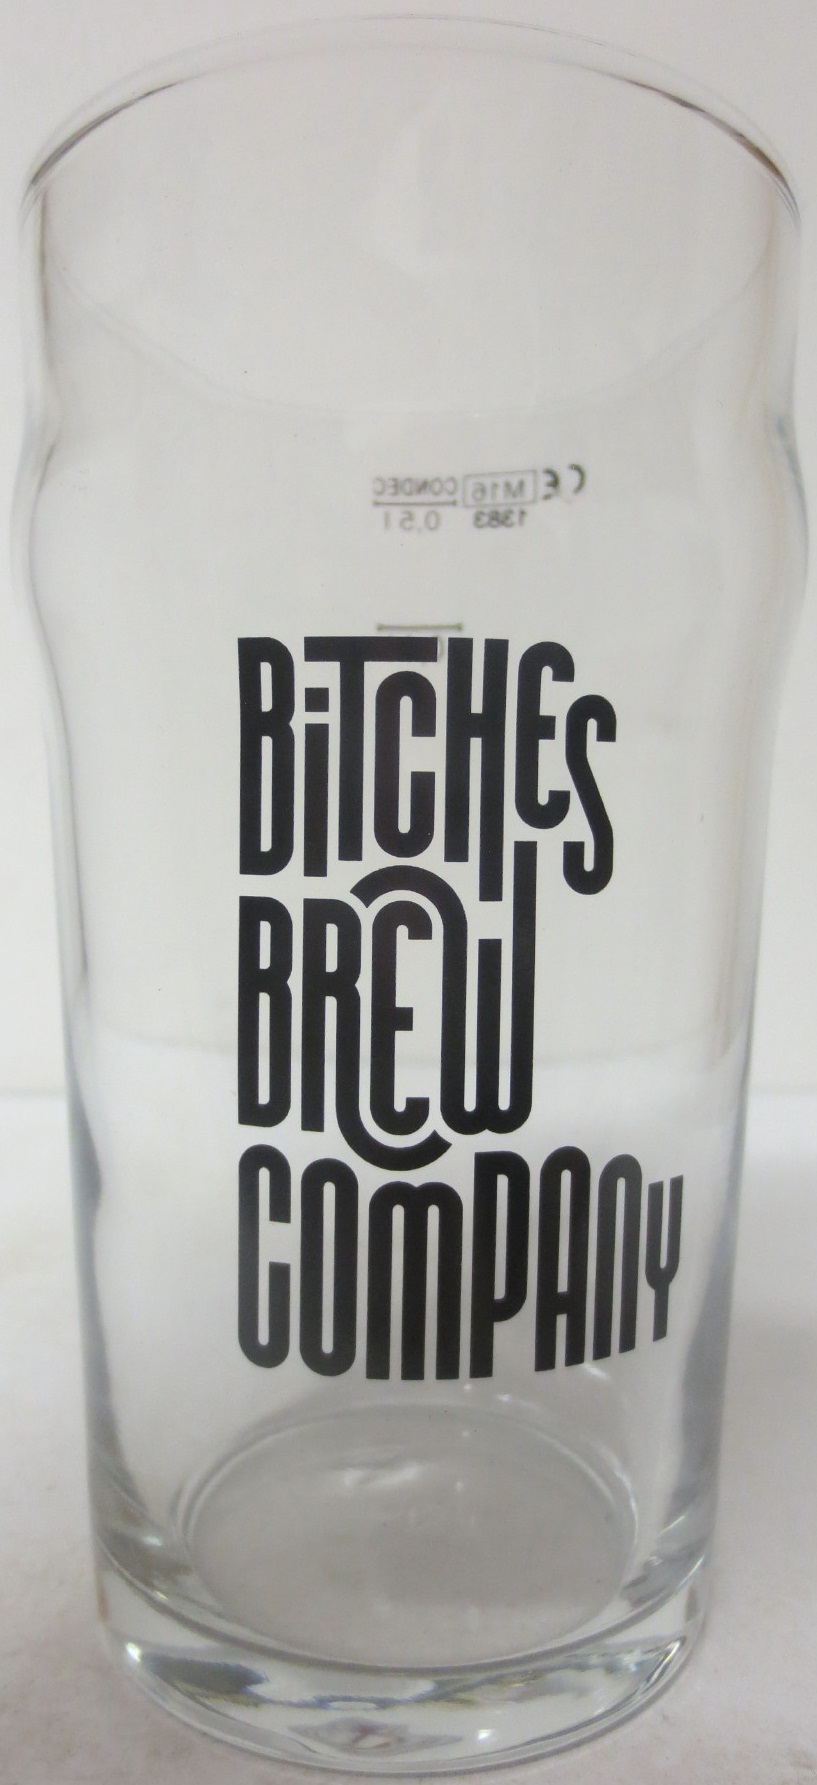 CONDEC M16 CE
0,5 l 1383
BiTCHES
BREW
COMPANY